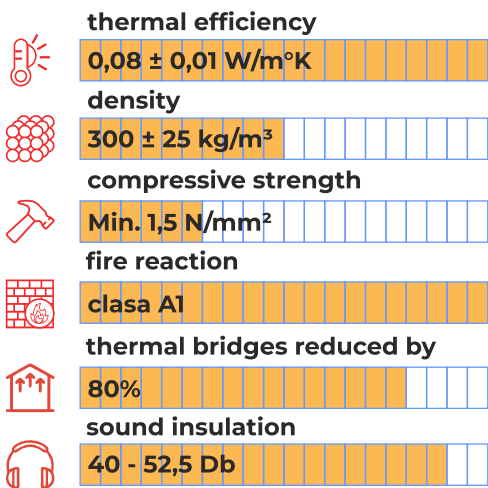 thermal efficiency
0,08 ± 0,01 W/m°K
density
300 ± 25 kg/m³
compressive strength
Min. 1,5 N/mm²
fire reaction
clasa A1
thermal bridges reduced by
80%
sound insulation
40 - 52,5 Db